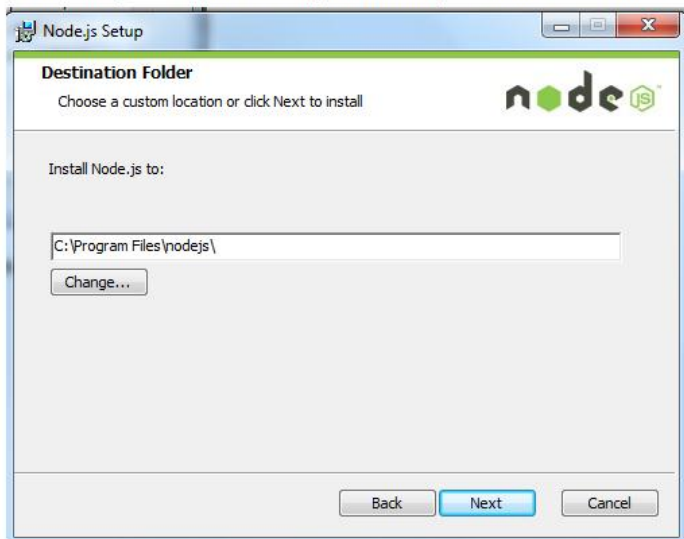 Node.js Setup
Destination Folder
Choose a custom location or click Next to install
node JS
Install Node.js to:
C:\Program Files\nodejs\
Change...
Back Next Cancel